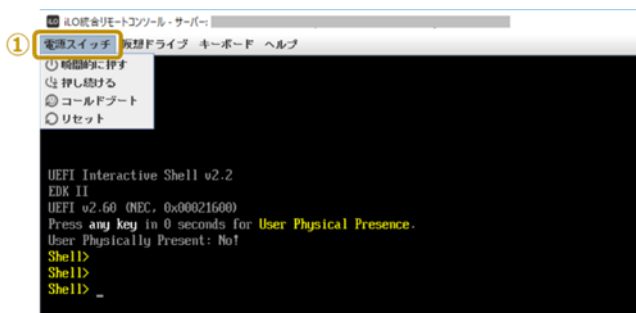 iLO iLO統合リモートコンソール - サーバー:
① 電源スイッチ 仮想ドライブ キーボード ヘルプ
瞬間的に押す
押し続ける
コールドブート
リセット
UEFI Interactive Shell v2.2
EDK II
UEFI v2.60 (NEC, 0x00021600)
Press any key in 0 seconds for User Physical Presence.
User Physically Present: No!
Shell>
Shell>
Shell> _